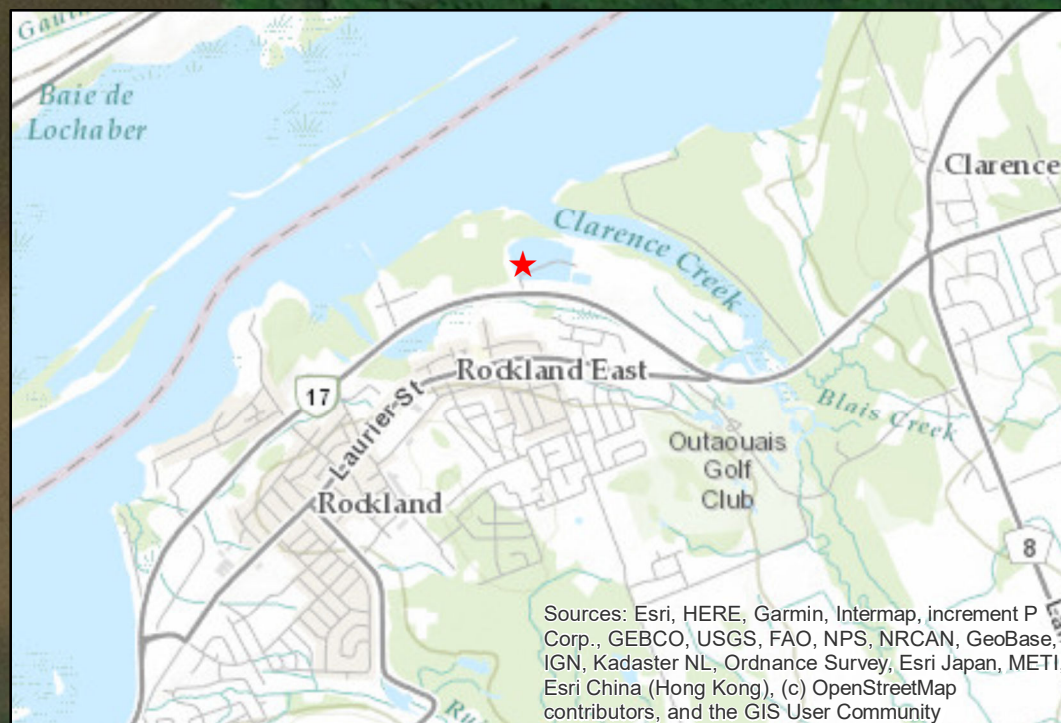 Baie de
Lochaber
Clarence
Clarence Creek
Rockland East
17
Laurier St
Blais Creek
Outaouais
Golf
Club
Rockland
8
Sources: Esri, HERE, Garmin, Intermap, increment P
Corp., GEBCO, USGS, FAO, NPS, NRCAN, GeoBase,
IGN, Kadaster NL, Ordnance Survey, Esri Japan, METI,
Esri China (Hong Kong), (c) OpenStreetMap
contributors, and the GIS User Community